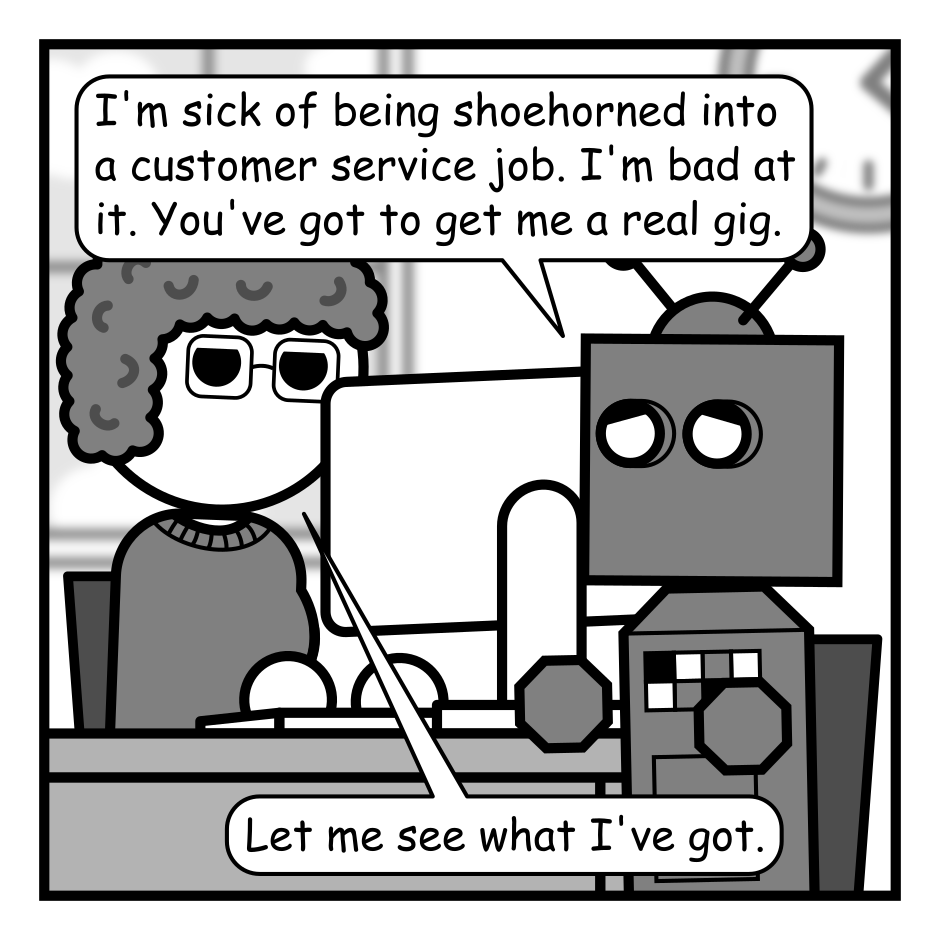 I'm sick of being shoehorned into
a customer service job. I'm bad at
it. You've got to get me a real gig.
Let me see what I've got.